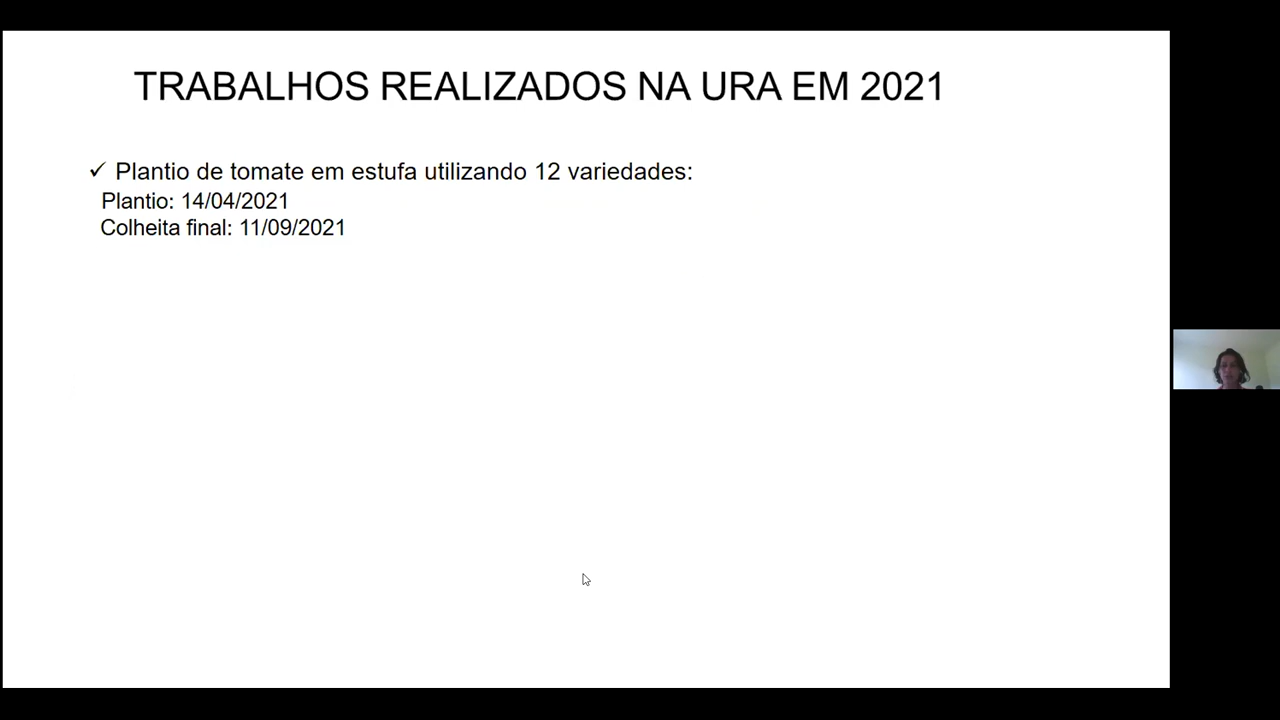 TRABALHOS REALIZADOS NA URA EM 2021
✓ Plantio de tomate em estufa utilizando 12 variedades:
Plantio: 14/04/2021
Colheita final: 11/09/2021